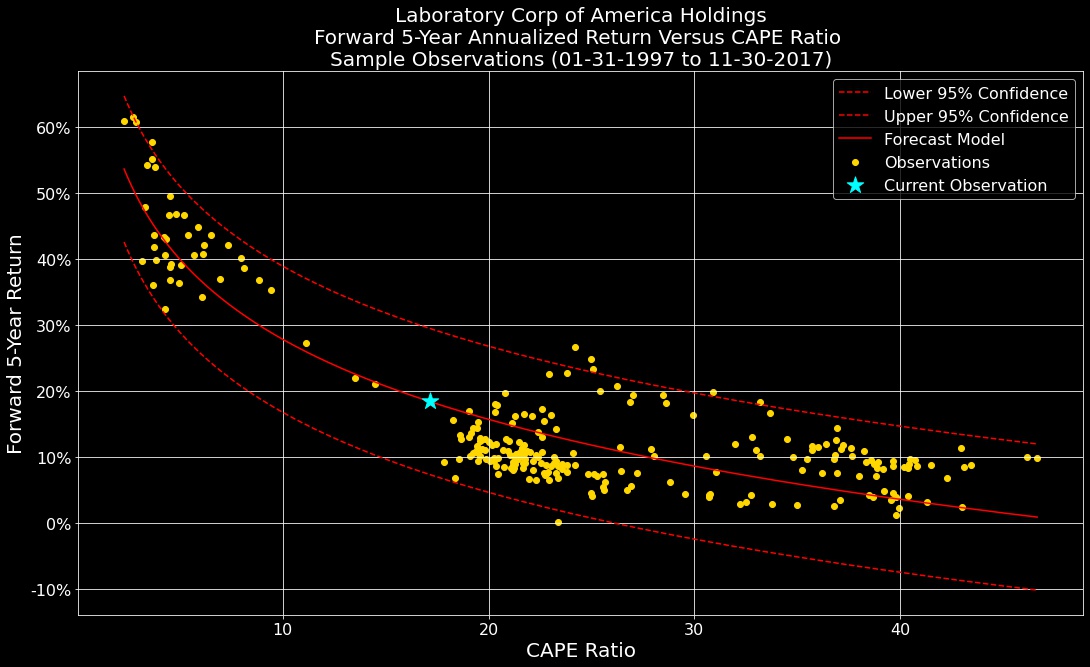 Laboratory Corp of America Holdings
Forward 5-Year Annualized Return Versus CAPE Ratio
Sample Observations (01-31-1997 to 11-30-2017)
Lower 95% Confidence
Upper 95% Confidence
Forecast Model
Observations
Current Observation
Forward 5-Year Return
60%
50%
40%
30%
20%
10%
0%
-10%
10 20 30 40
CAPE Ratio